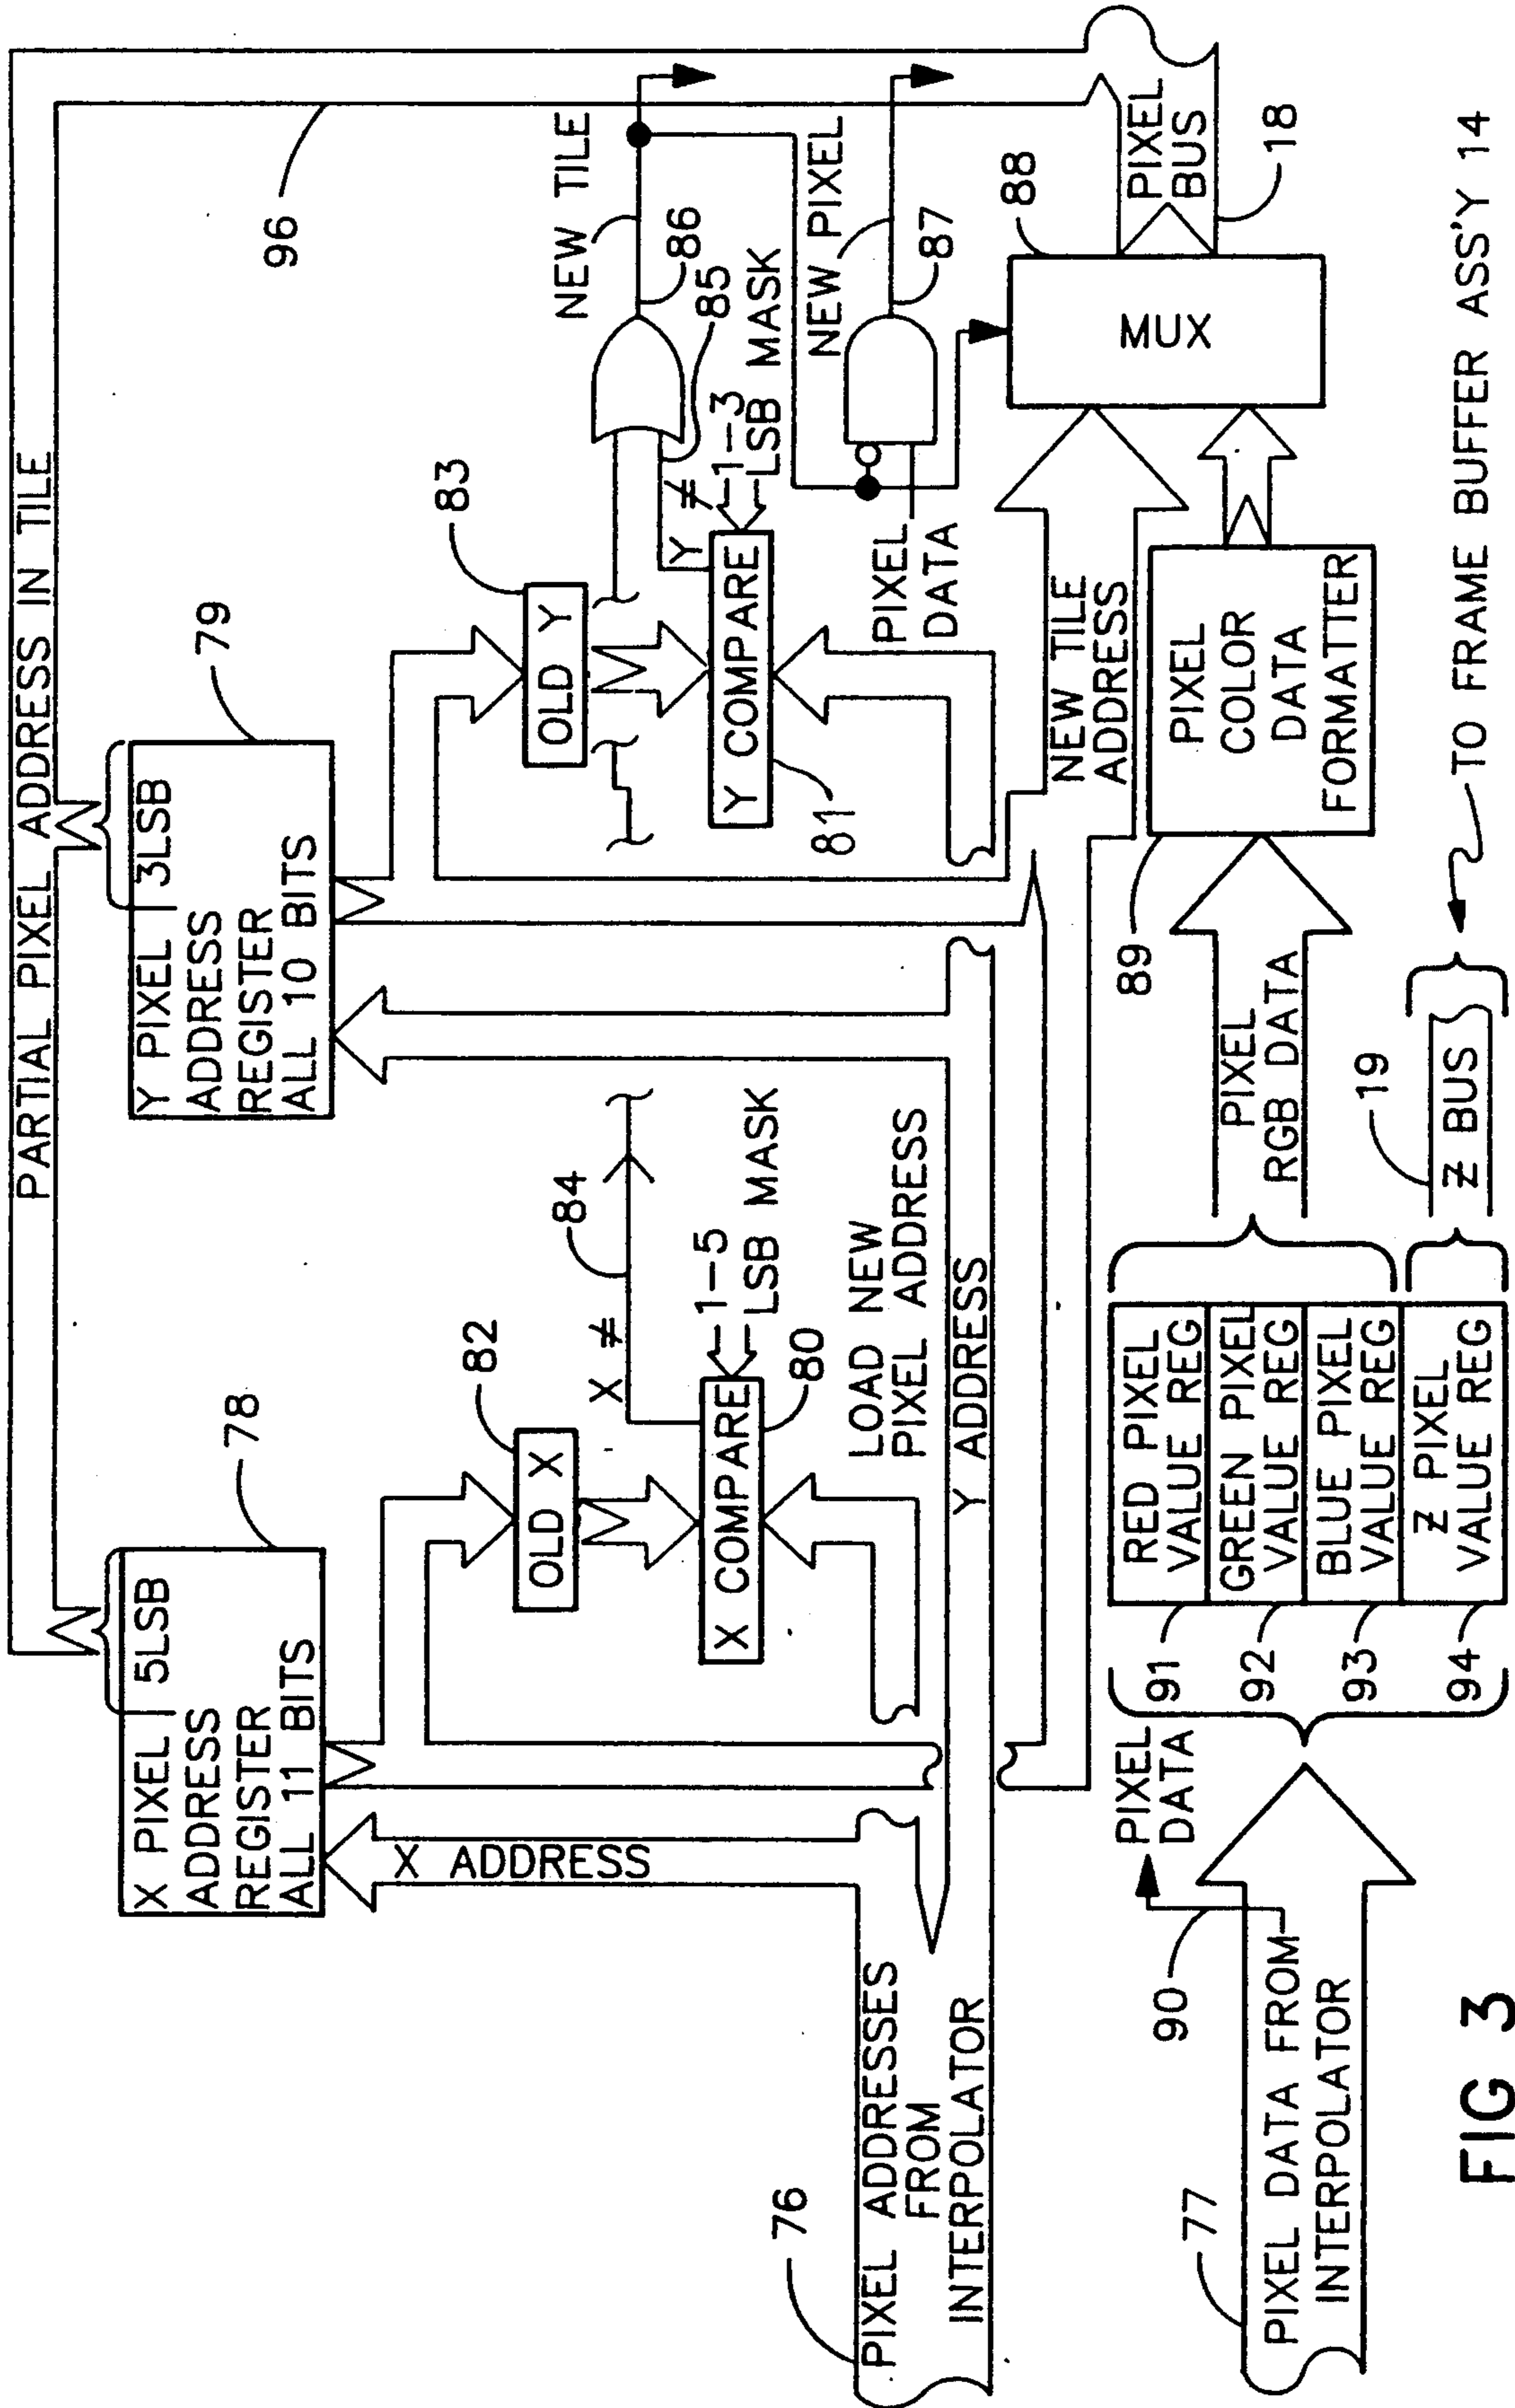 PARTIAL PIXEL ADDRESS IN TILE
96
78
X PIXEL 5LSB
ADDRESS
REGISTER
ALL 11 BITS
79
Y PIXEL 3LSB
ADDRESS
REGISTER
ALL 10 BITS
X ADDRESS
82
OLD X
84
X ≠
X COMPARE
1–5
LSB MASK
80
83
OLD Y
Y ≠
Y COMPARE
1–3
LSB MASK
81
85
86
NEW TILE
NEW PIXEL
87
PIXEL
DATA
LOAD NEW
PIXEL ADDRESS
Y ADDRESS
76
PIXEL ADDRESSES
FROM
INTERPOLATOR
NEW TILE
ADDRESS
88
MUX
PIXEL
BUS
18
77
PIXEL DATA FROM
INTERPOLATOR
90
PIXEL
DATA
91
RED PIXEL
VALUE REG
92
GREEN PIXEL
VALUE REG
93
BLUE PIXEL
VALUE REG
94
Z PIXEL
VALUE REG
PIXEL
RGB DATA
89
PIXEL
COLOR
DATA
FORMATTER
19
Z BUS
TO FRAME BUFFER ASS'Y 14
FIG 3